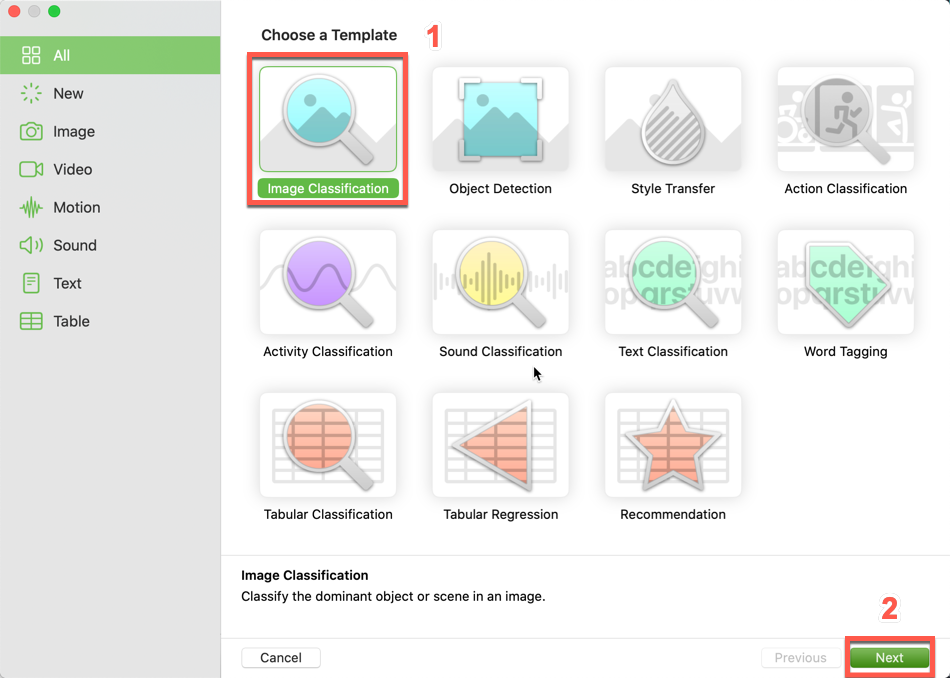 Choose a Template
1
All
New
Image
Video
Motion
Sound
Text
Table
Image Classification
Object Detection
Style Transfer
Action Classification
Activity Classification
Sound Classification
Text Classification
Word Tagging
Tabular Classification
Tabular Regression
Recommendation
Image Classification
Classify the dominant object or scene in an image.
2
Cancel
Previous
Next